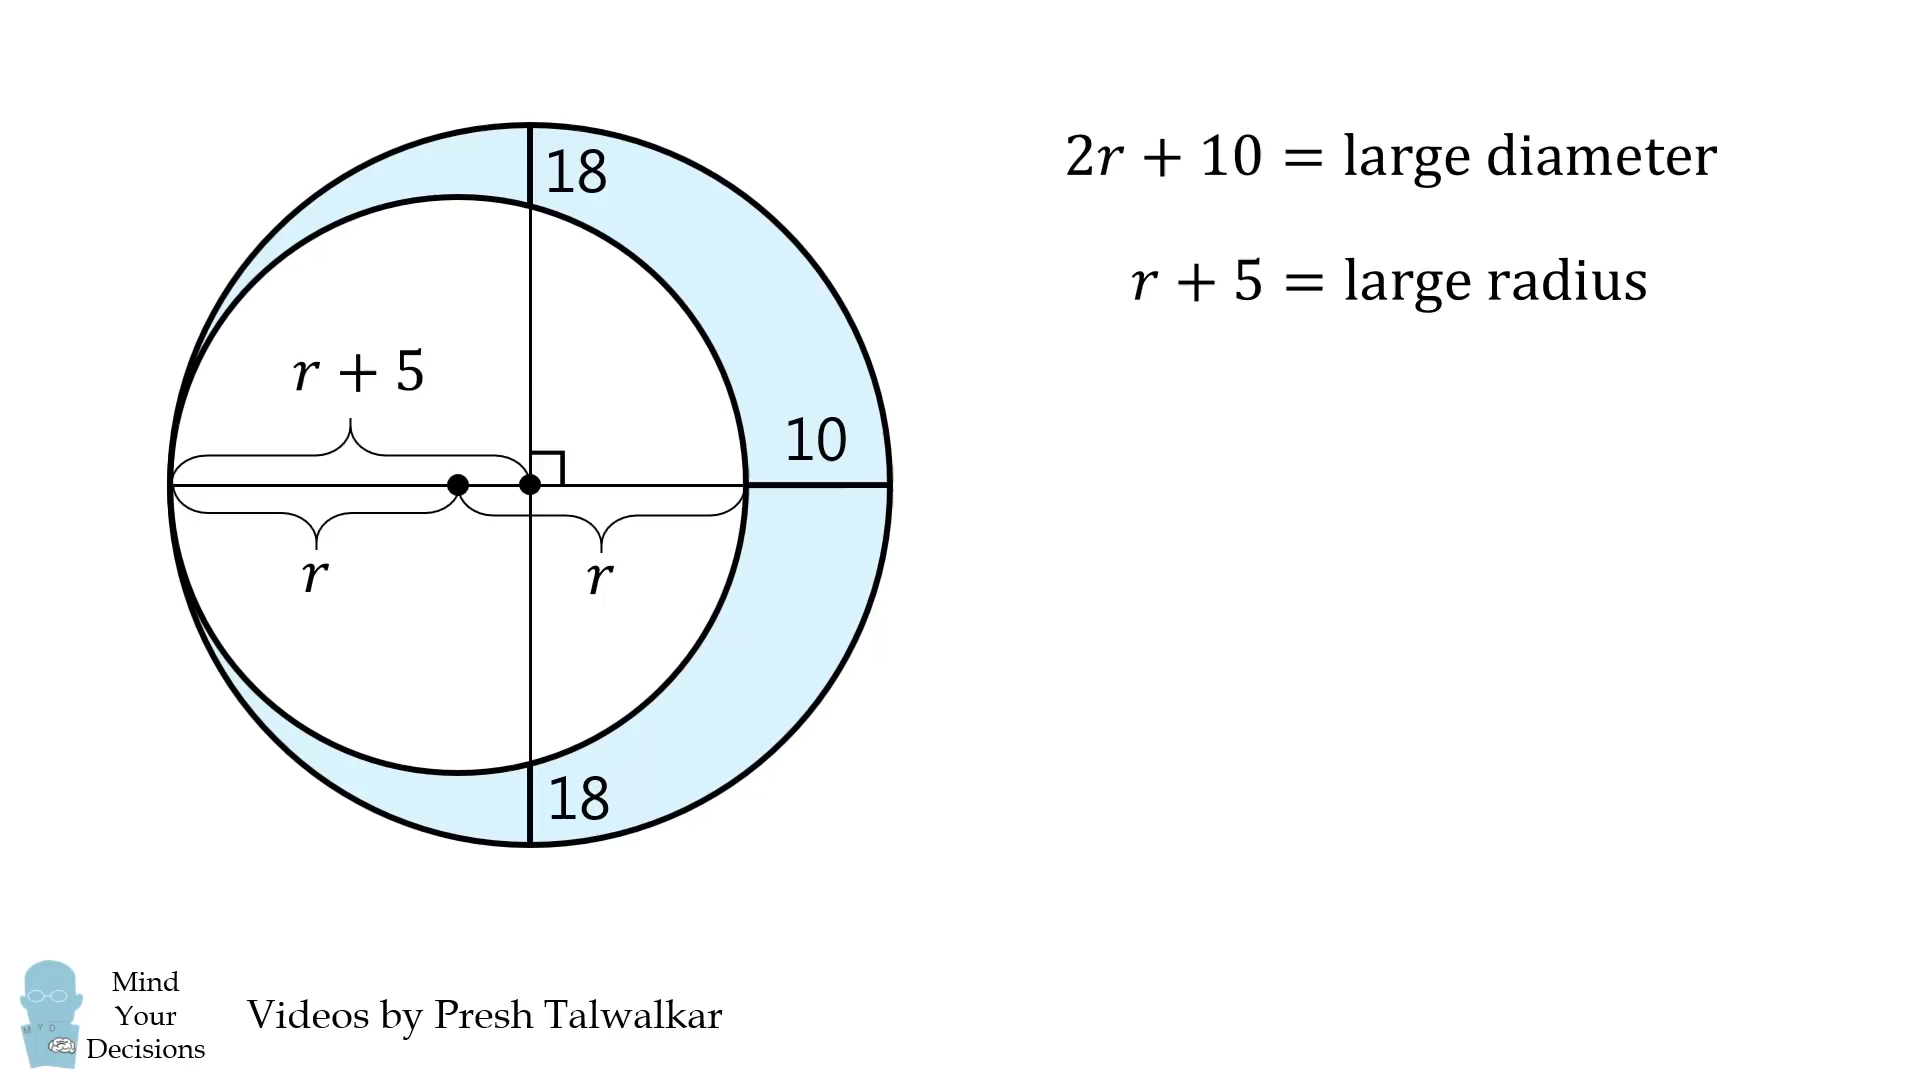 2r + 10 = large diameter
18
r + 5 = large radius
r + 5
10
r
r
18
Mind
Your
Decisions
M Y D
Videos by Presh Talwalkar